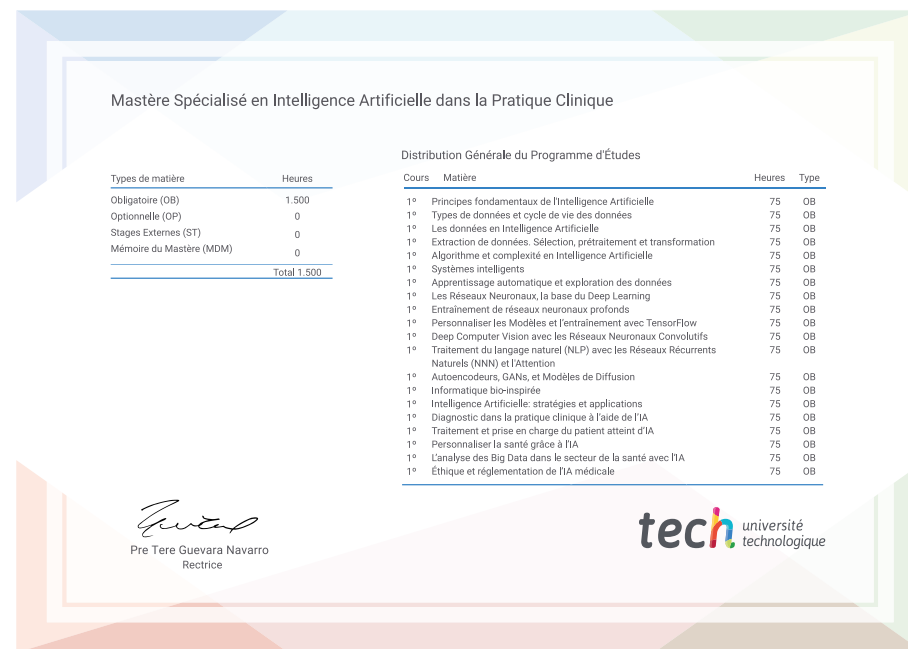 Mastère Spécialisé en Intelligence Artificielle dans la Pratique Clinique
Types de matière Heures
Obligatoire (OB) 1.500
Optionnelle (OP) 0
Stages Externes (ST) 0
Mémoire du Mastère (MDM) 0
Total 1.500
Distribution Générale du Programme d'Études
Cours Matière Heures Type
1º Principes fondamentaux de l'Intelligence Artificielle 75 OB
1º Types de données et cycle de vie des données 75 OB
1º Les données en Intelligence Artificielle 75 OB
1º Extraction de données. Sélection, prétraitement et transformation 75 OB
1º Algorithme et complexité en Intelligence Artificielle 75 OB
1º Systèmes intelligents 75 OB
1º Apprentissage automatique et exploration des données 75 OB
1º Les Réseaux Neuronaux, la base du Deep Learning 75 OB
1º Entraînement de réseaux neuronaux profonds 75 OB
1º Personnaliser les Modèles et l'entraînement avec TensorFlow 75 OB
1º Deep Computer Vision avec les Réseaux Neuronaux Convolutifs 75 OB
1º Traitement du langage naturel (NLP) avec les Réseaux Récurrents 75 OB
Naturels (NNN) et l'Attention
1º Autoencodeurs, GANs, et Modèles de Diffusion 75 OB
1º Informatique bio-inspirée 75 OB
1º Intelligence Artificielle: stratégies et applications 75 OB
1º Diagnostic dans la pratique clinique à l'aide de l'IA 75 OB
1º Traitement et prise en charge du patient atteint d'IA 75 OB
1º Personnaliser la santé grâce à l'IA 75 OB
1º L'analyse des Big Data dans le secteur de la santé avec l'IA 75 OB
1º Éthique et réglementation de l'IA médicale 75 OB
Pre Tere Guevara Navarro
Rectrice
tech université
technologique